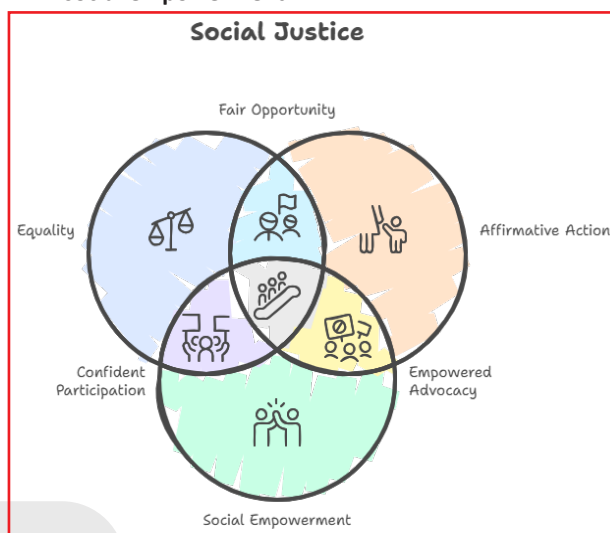 Social Justice
Fair Opportunity
Equality
Affirmative Action
Confident
Participation
Empowered
Advocacy
Social Empowerment